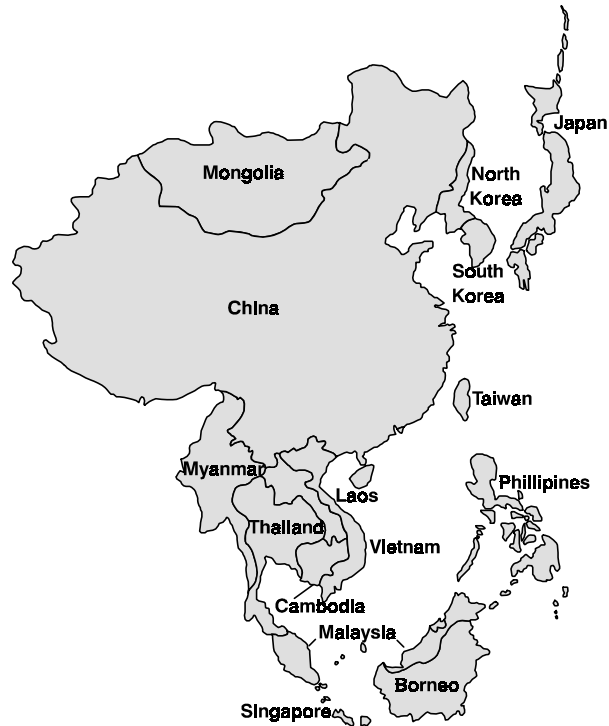 Japan
Mongolia
North
Korea
South
Korea
China
Taiwan
Myanmar
Phillipines
Laos
Thailand
Vietnam
Cambodia
Malaysia
Borneo
Singapore